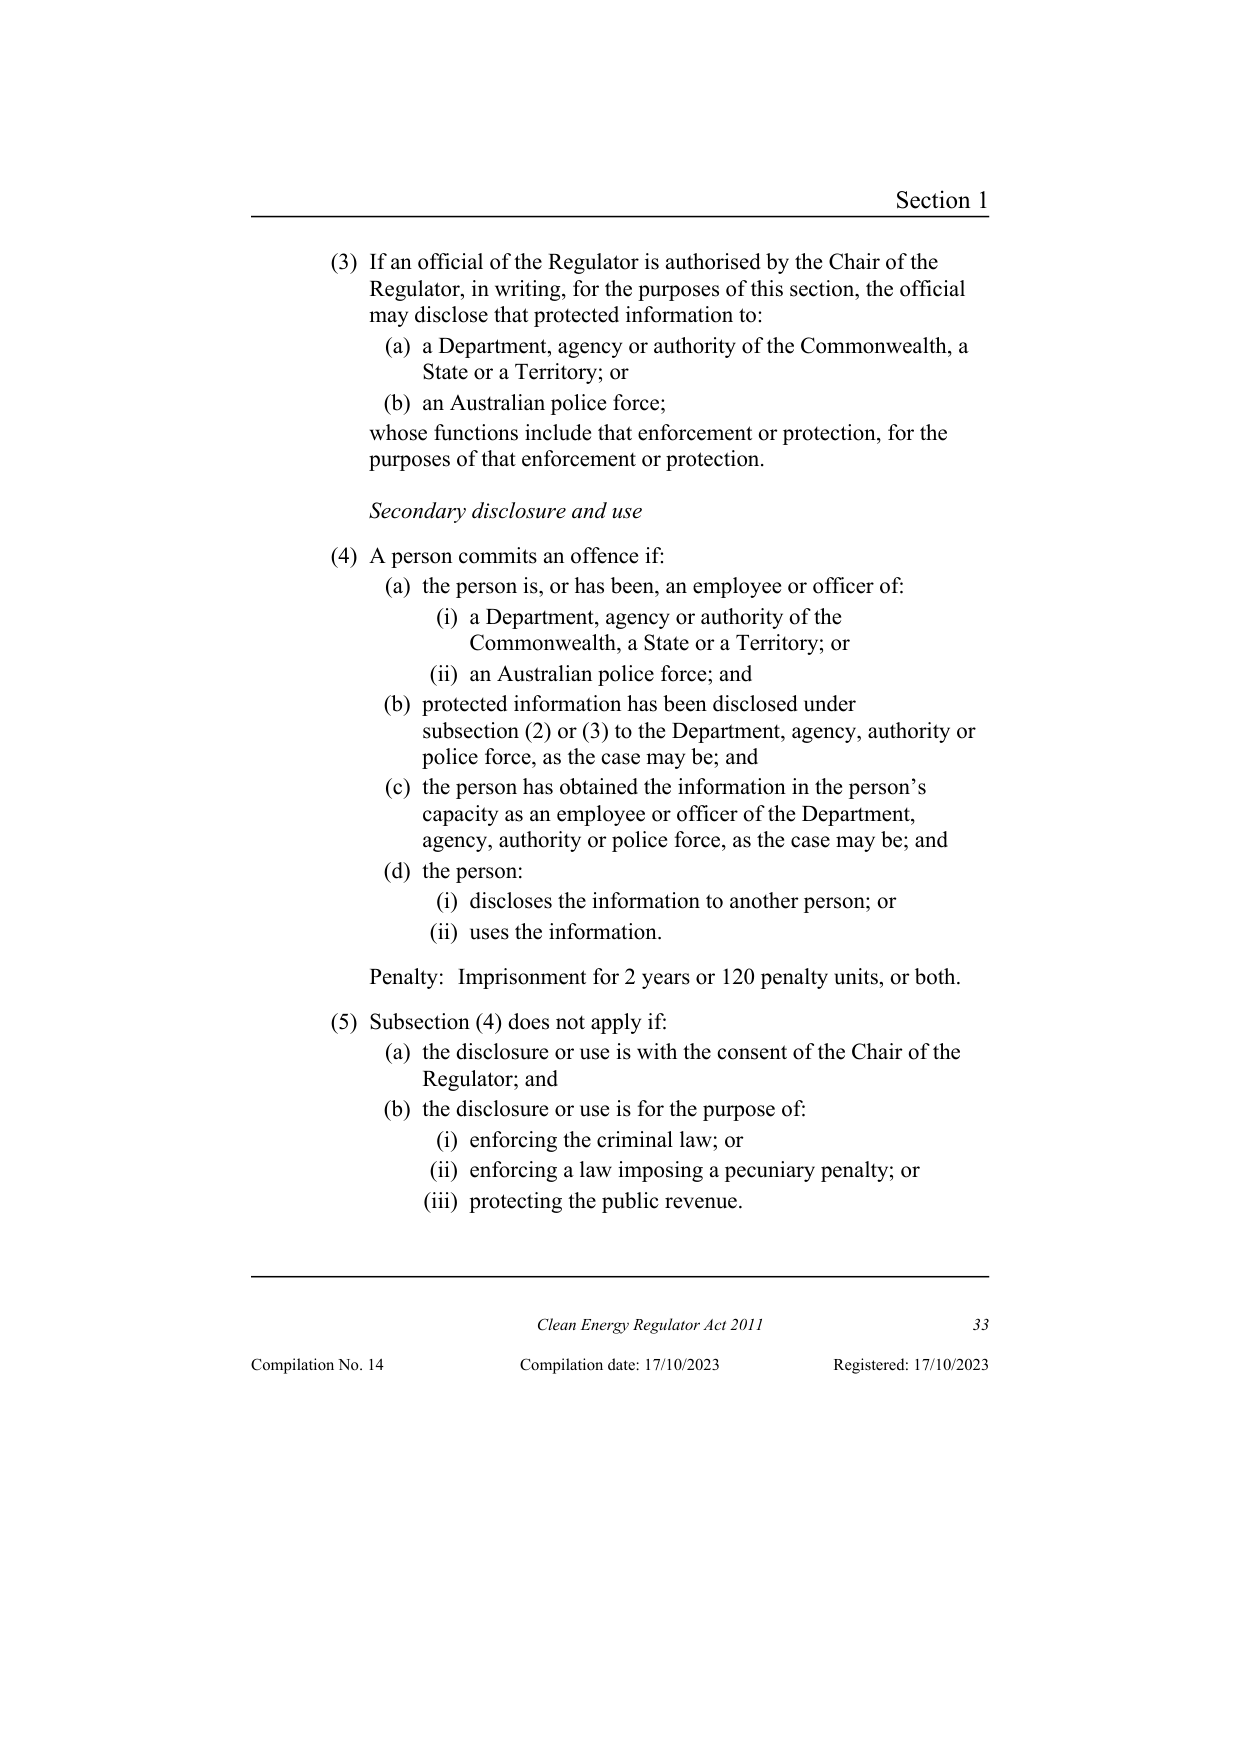 Section 1
(3) If an official of the Regulator is authorised by the Chair of the
Regulator, in writing, for the purposes of this section, the official
may disclose that protected information to:
(a) a Department, agency or authority of the Commonwealth, a
State or a Territory; or
(b) an Australian police force;
whose functions include that enforcement or protection, for the
purposes of that enforcement or protection.
Secondary disclosure and use
(4) A person commits an offence if:
(a) the person is, or has been, an employee or officer of:
(i) a Department, agency or authority of the
Commonwealth, a State or a Territory; or
(ii) an Australian police force; and
(b) protected information has been disclosed under
subsection (2) or (3) to the Department, agency, authority or
police force, as the case may be; and
(c) the person has obtained the information in the person’s
capacity as an employee or officer of the Department,
agency, authority or police force, as the case may be; and
(d) the person:
(i) discloses the information to another person; or
(ii) uses the information.
Penalty: Imprisonment for 2 years or 120 penalty units, or both.
(5) Subsection (4) does not apply if:
(a) the disclosure or use is with the consent of the Chair of the
Regulator; and
(b) the disclosure or use is for the purpose of:
(i) enforcing the criminal law; or
(ii) enforcing a law imposing a pecuniary penalty; or
(iii) protecting the public revenue.
Clean Energy Regulator Act 2011 33
Compilation No. 14 Compilation date: 17/10/2023 Registered: 17/10/2023